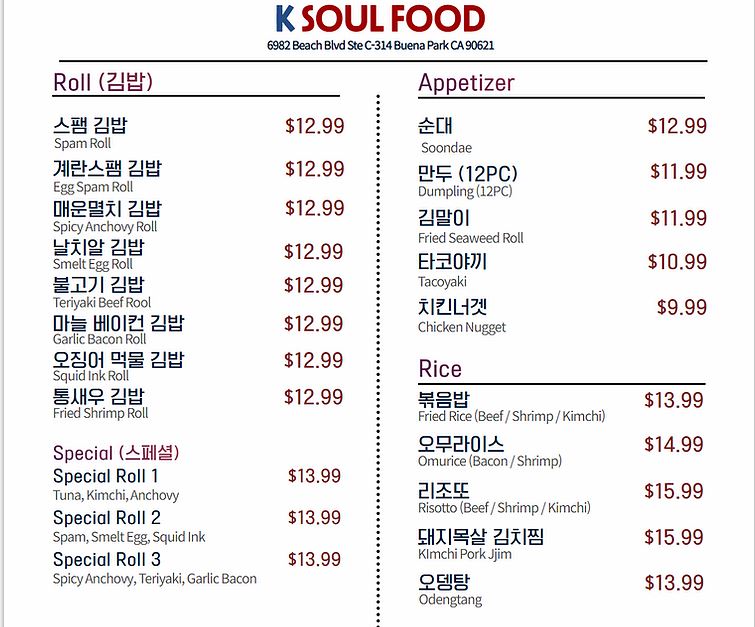 K SOUL FOOD
6982 Beach Blvd Ste C-314 Buena Park CA 90621
Roll (김밥)
스팸 김밥 $12.99
Spam Roll
계란스팸 김밥 $12.99
Egg Spam Roll
매운멸치 김밥 $12.99
Spicy Anchovy Roll
날치알 김밥 $12.99
Smelt Egg Roll
불고기 김밥 $12.99
Teriyaki Beef Rool
마늘 베이컨 김밥 $12.99
Garlic Bacon Roll
오징어 먹물 김밥 $12.99
Squid Ink Roll
통새우 김밥 $12.99
Fried Shrimp Roll
Special (스페셜)
Special Roll 1 $13.99
Tuna, Kimchi, Anchovy
Special Roll 2 $13.99
Spam, Smelt Egg, Squid Ink
Special Roll 3 $13.99
Spicy Anchovy, Teriyaki, Garlic Bacon
Appetizer
순대 $12.99
Soondae
만두 (12PC) $11.99
Dumpling (12PC)
김말이 $11.99
Fried Seaweed Roll
타코야끼 $10.99
Tacoyaki
치킨너겟 $9.99
Chicken Nugget
Rice
볶음밥 $13.99
Fried Rice (Beef / Shrimp / Kimchi)
오무라이스 $14.99
Omurice (Bacon / Shrimp)
리조또 $15.99
Risotto (Beef / Shrimp / Kimchi)
돼지목살 김치찜 $15.99
KImchi Pork Jjim
오뎅탕 $13.99
Odengtang